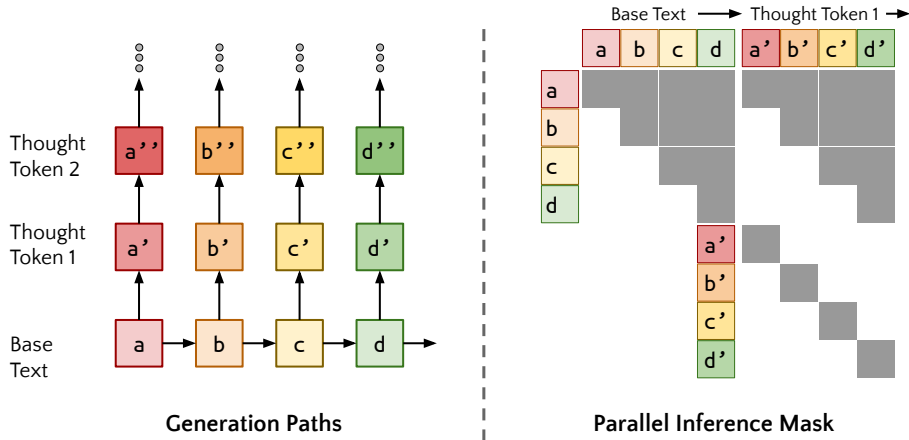 Thought
Token 2
a’’ b’’ c’’ d’’
Thought
Token 1
a’ b’ c’ d’
Base
Text
a b c d
Generation Paths
Base Text Thought Token 1
a b c d a’ b’ c’ d’
a
b
c
d
a’
b’
c’
d’
Parallel Inference Mask